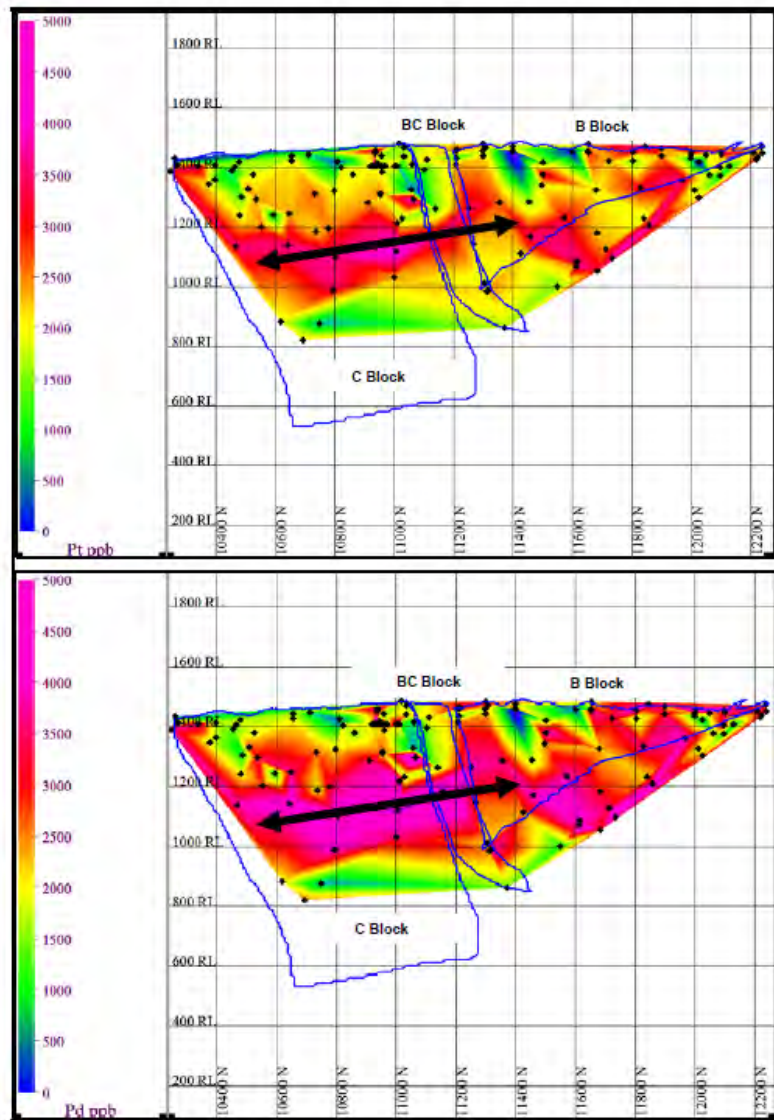 5000
4500
4000
3500
3000
2500
2000
1500
1000
500
0
Pt ppb
1800 RL
1600 RL
BC Block
B Block
1400 RL
1200 RL
1000 RL
800 RL
C Block
600 RL
400 RL
200 RL
10400 N
10600 N
10800 N
11000 N
11200 N
11400 N
11600 N
11800 N
12000 N
12200 N
5000
4500
4000
3500
3000
2500
2000
1500
1000
500
0
Pd ppb
1800 RL
1600 RL
BC Block
B Block
1400 RL
1200 RL
1000 RL
800 RL
C Block
600 RL
400 RL
200 RL
10400 N
10600 N
10800 N
11000 N
11200 N
11400 N
11600 N
11800 N
12000 N
12200 N